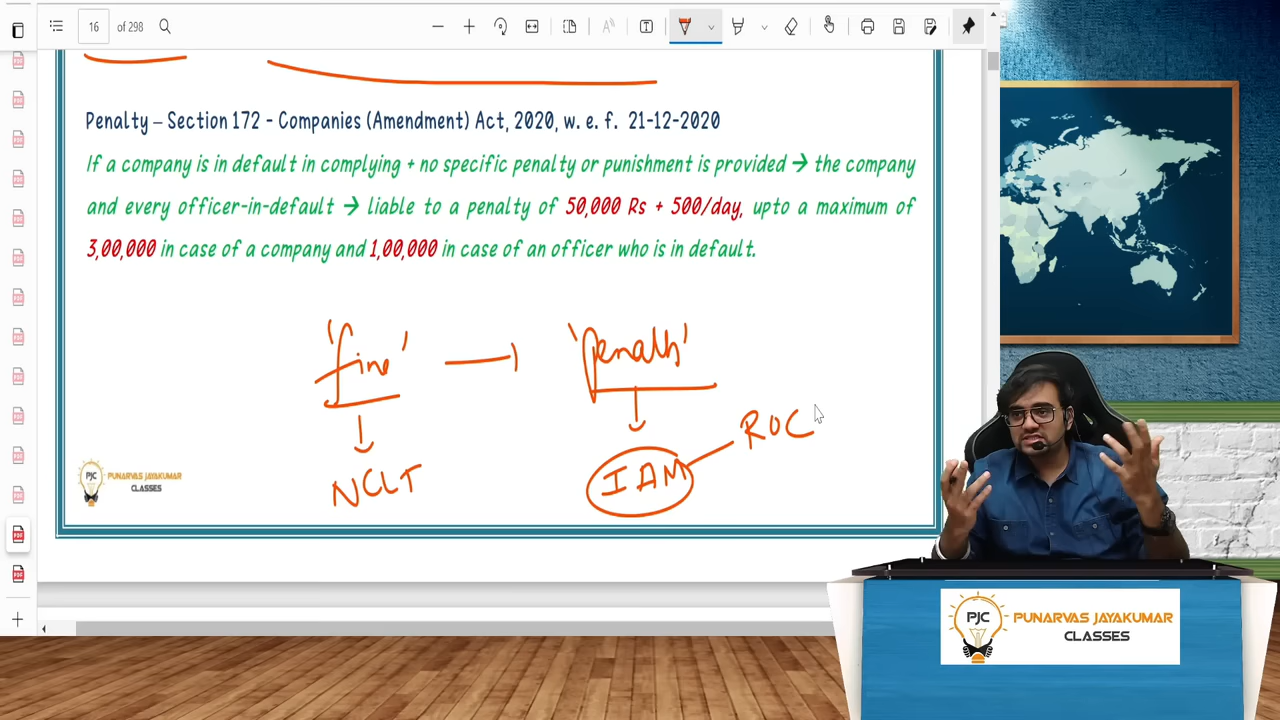 16 of 298
Penalty – Section 172 - Companies (Amendment) Act, 2020, w. e. f. 21-12-2020
If a company is in default in complying + no specific penalty or punishment is provided → the company
and every officer-in-default → liable to a penalty of 50,000 Rs + 500/day, upto a maximum of
3,00,000 in case of a company and 1,00,000 in case of an officer who is in default.
'fine' → 'penalty'
ROC
NCLT
IAM
PJC PUNARVAS JAYAKUMAR
CLASSES
PJC PUNARVAS JAYAKUMAR
CLASSES